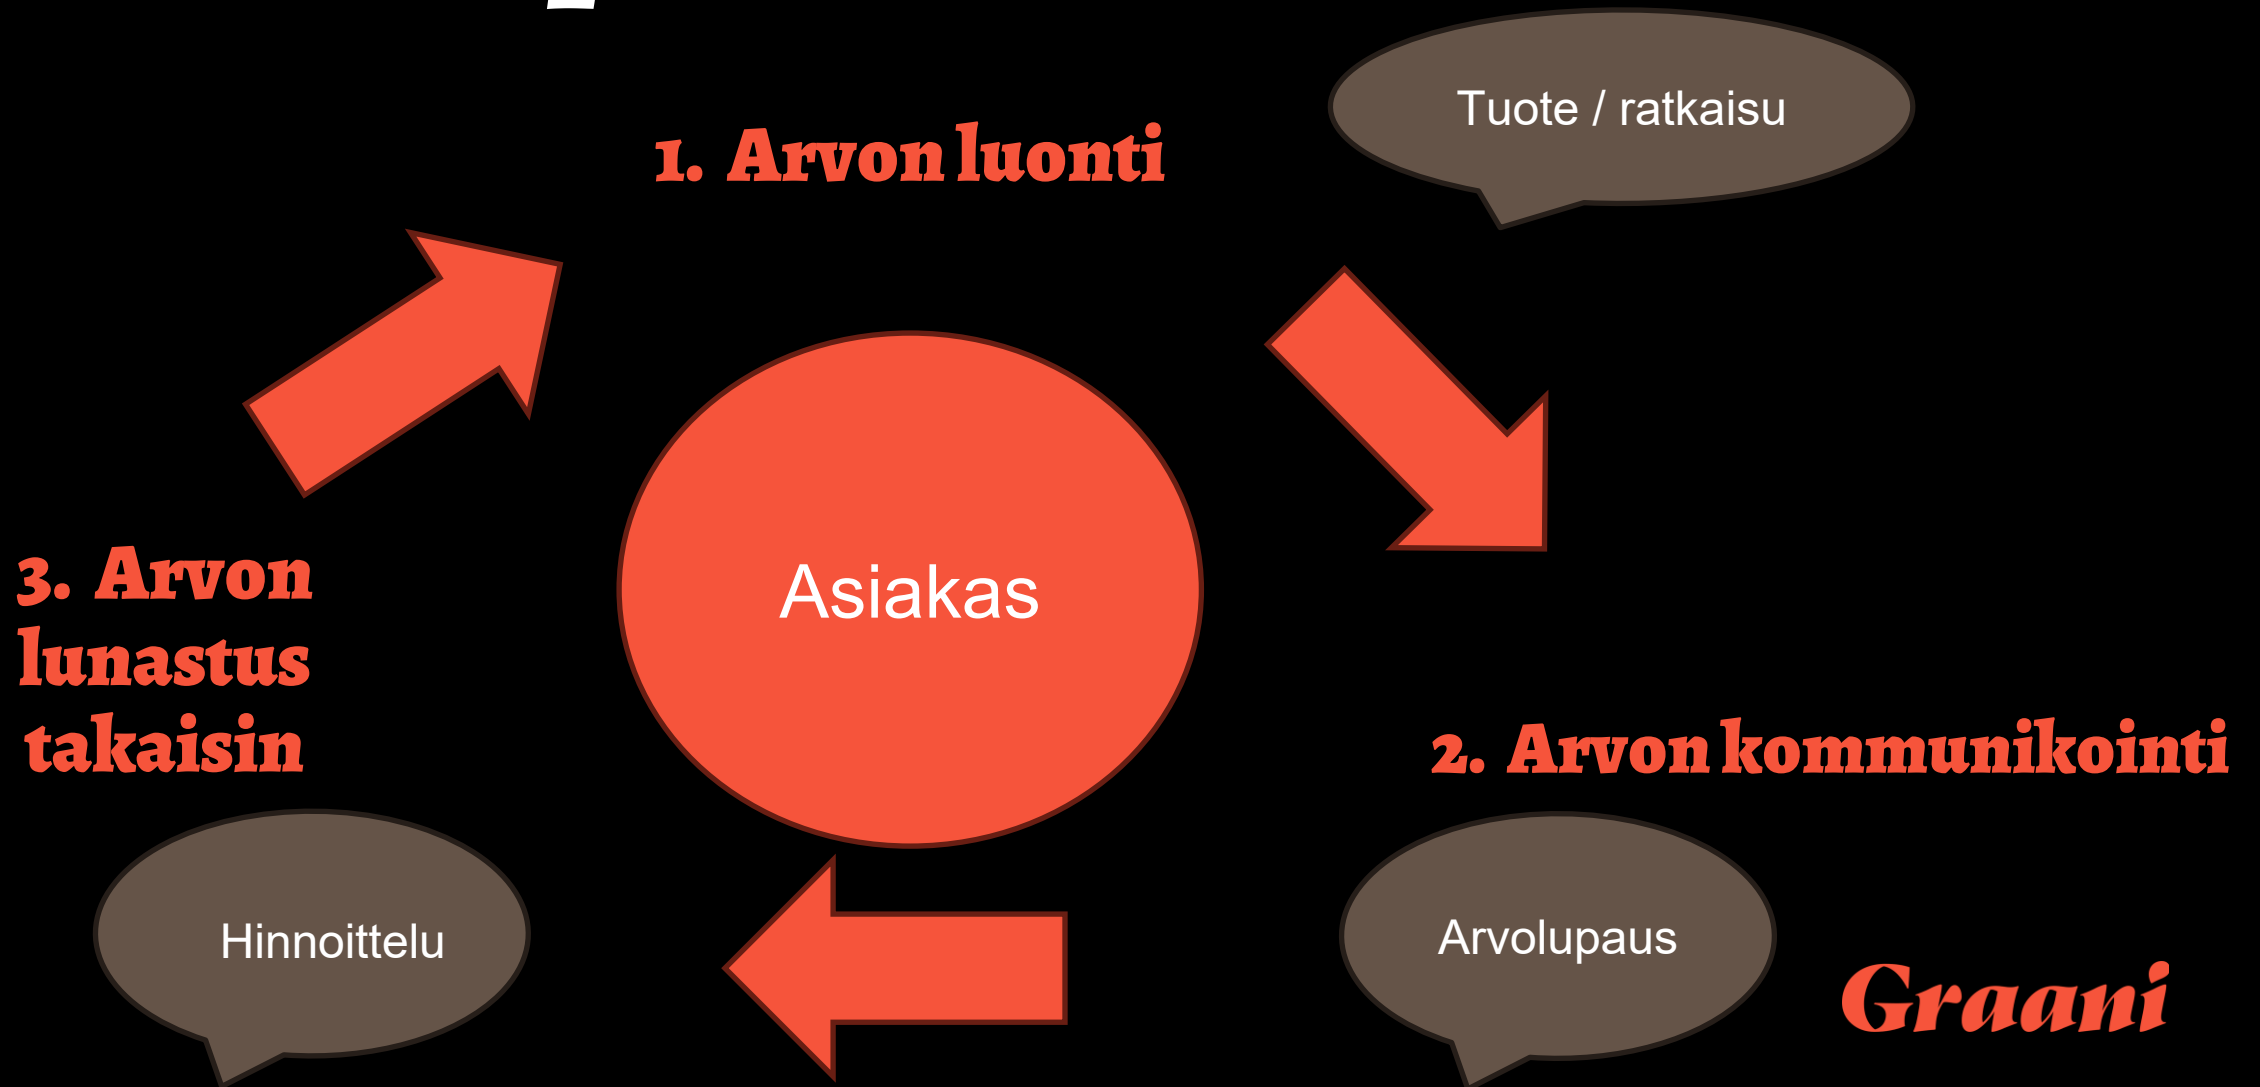 Tuote / ratkaisu
1. Arvon luonti
Asiakas
3. Arvon
lunastus
takaisin
2. Arvon kommunikointi
Hinnoittelu
Arvolupaus
Graani